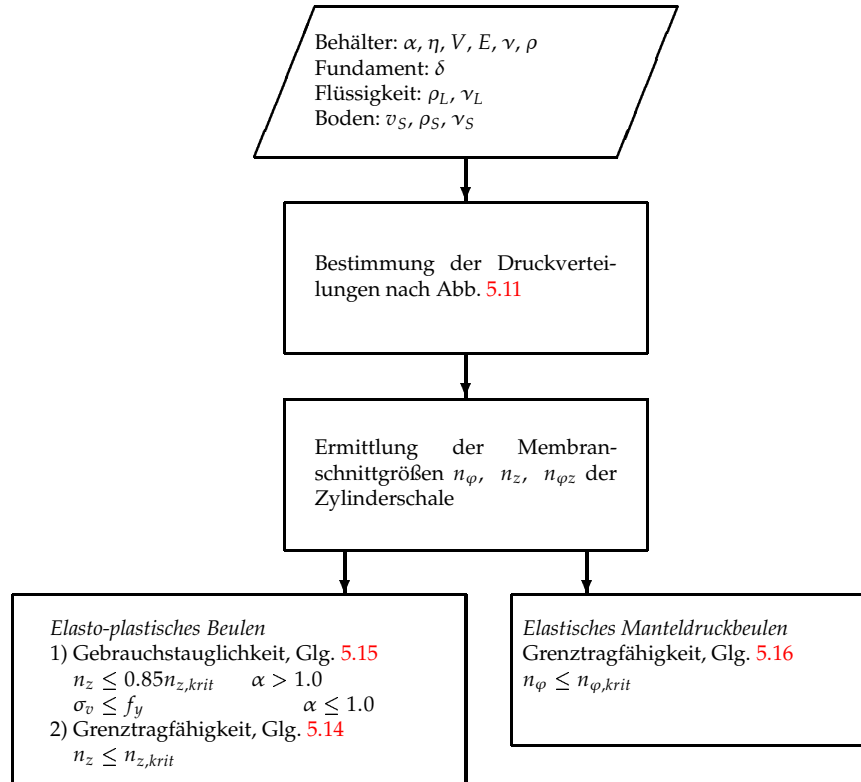 Behälter: α, η, V, E, ν, ρ
Fundament: δ
Flüssigkeit: ρ_L, ν_L
Boden: v_S, ρ_S, ν_S
Bestimmung der Druckvertei-
lungen nach Abb. 5.11
Ermittlung der Membran-
schnittgrößen n_φ, n_z, n_φz der
Zylinderschale
Elasto-plastisches Beulen
1) Gebrauchstauglichkeit, Glg. 5.15
n_z ≤ 0.85n_z,krit α > 1.0
σ_v ≤ f_y α ≤ 1.0
2) Grenztragfähigkeit, Glg. 5.14
n_z ≤ n_z,krit
Elastisches Manteldruckbeulen
Grenztragfähigkeit, Glg. 5.16
n_φ ≤ n_φ,krit